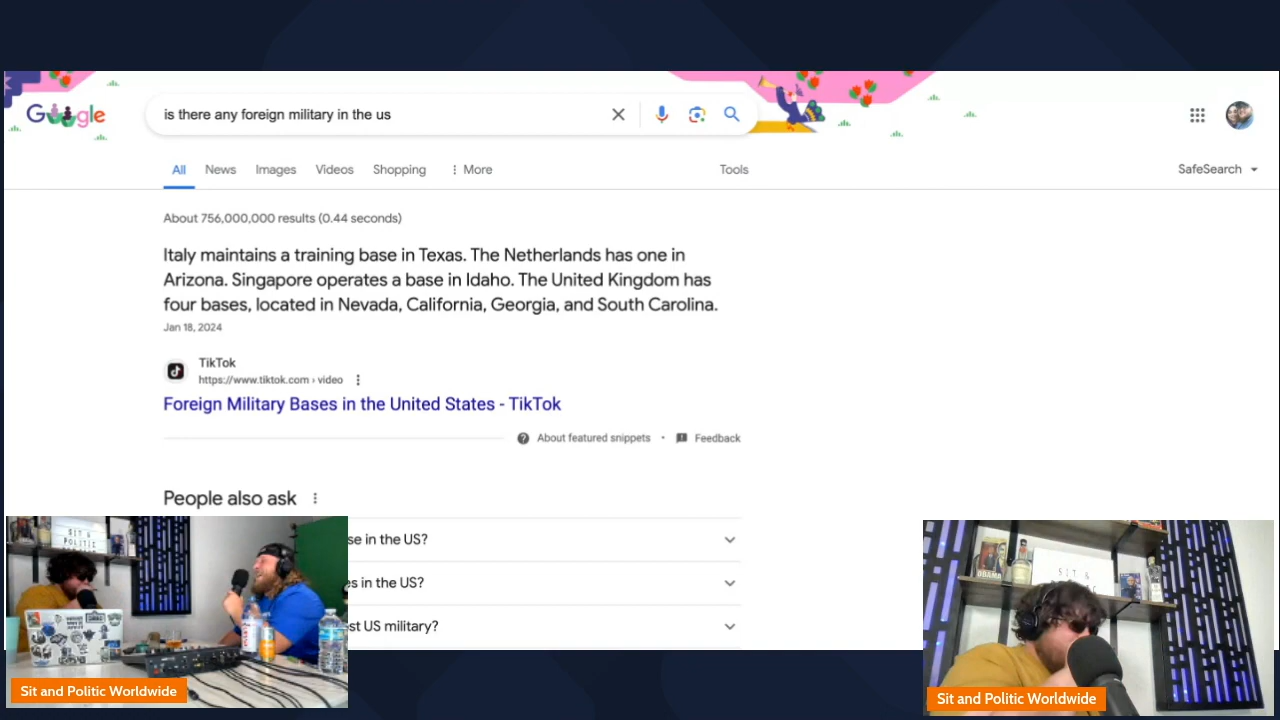 Google
is there any foreign military in the us
All News Images Videos Shopping More Tools SafeSearch
About 756,000,000 results (0.44 seconds)
Italy maintains a training base in Texas. The Netherlands has one in
Arizona. Singapore operates a base in Idaho. The United Kingdom has
four bases, located in Nevada, California, Georgia, and South Carolina.
Jan 18, 2024
TikTok
https://www.tiktok.com › video
Foreign Military Bases in the United States - TikTok
About featured snippets • Feedback
People also ask
se in the US?
es in the US?
st US military?
SIT &
POLITIC
Sit and Politic Worldwide
OBAMA
SIT &
Sit and Politic Worldwide